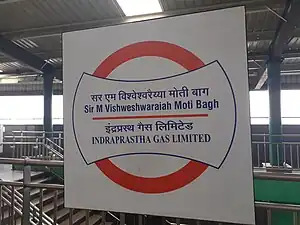 सर एम विश्वेश्वरैय्या मोती बाग
Sir M Vishweshwaraiah Moti Bagh
इंद्रप्रस्थ गैस लिमिटेड
INDRAPRASTHA GAS LIMITED